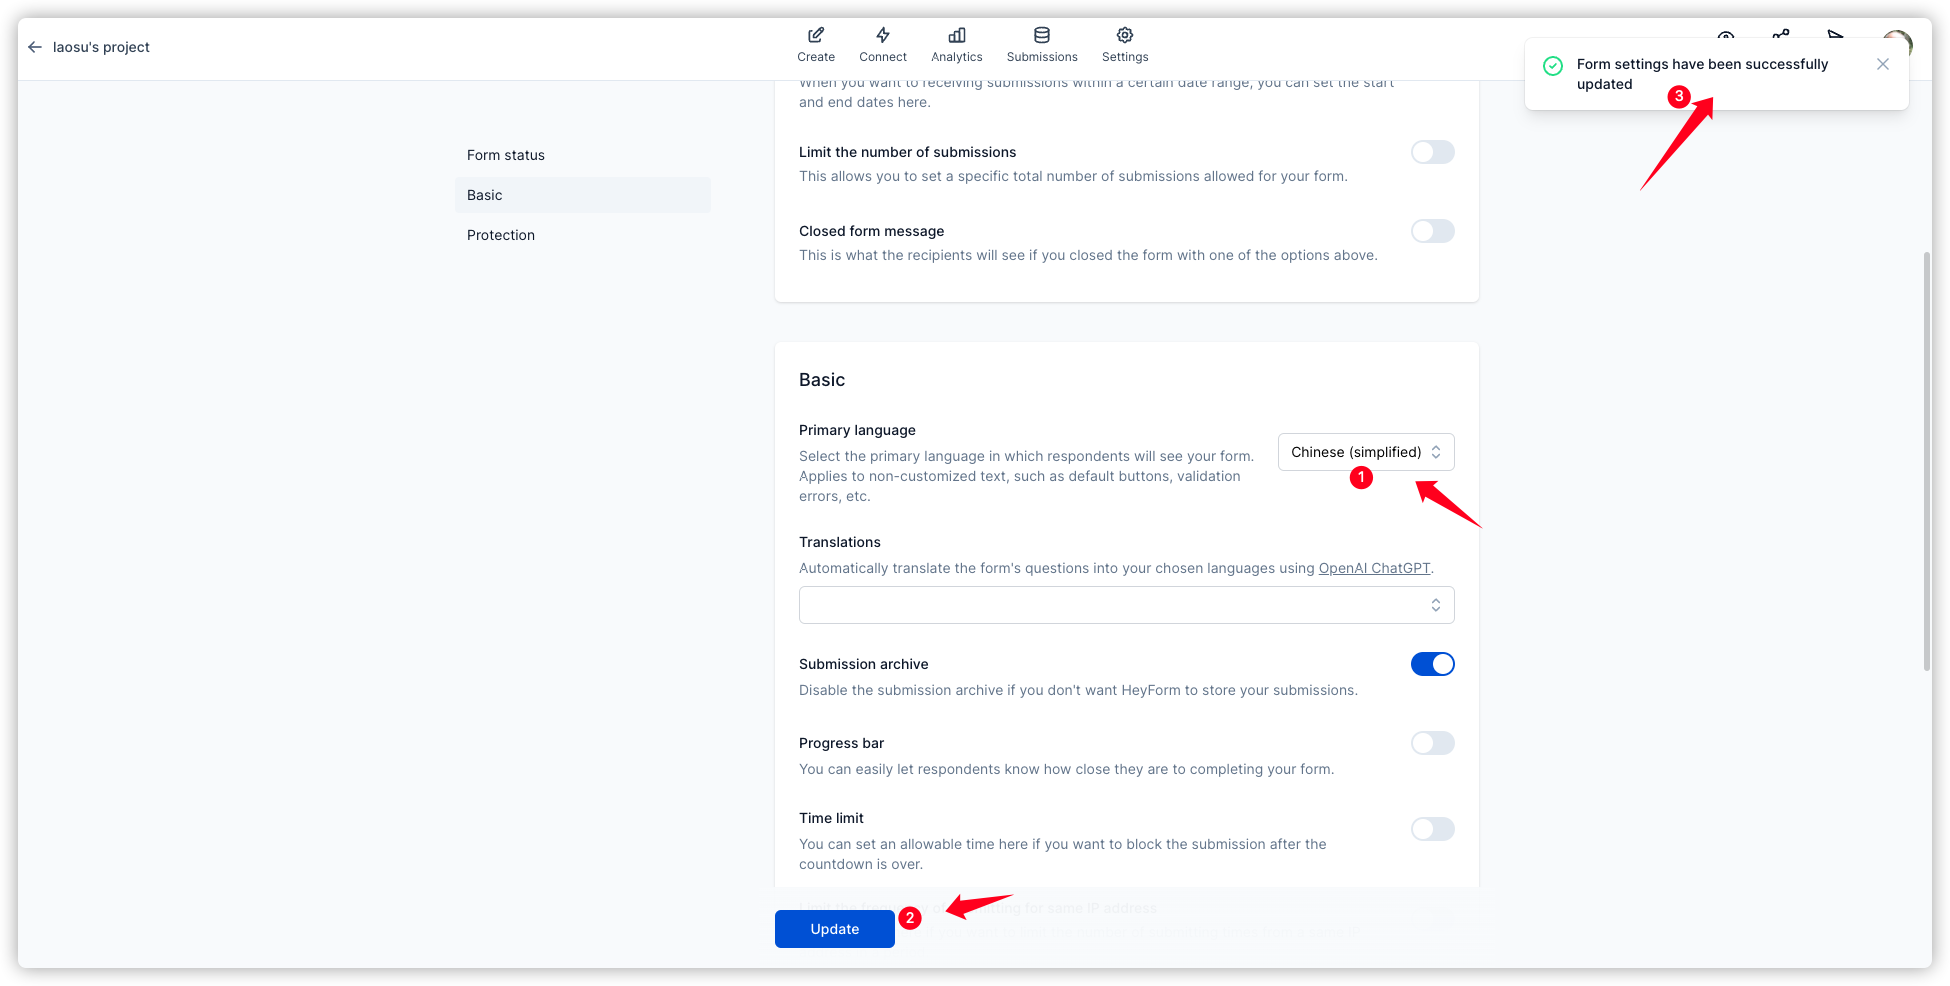 laosu's project
Create
Connect
Analytics
Submissions
Settings
Form settings have been successfully
updated
3
When you want to receiving submissions within a certain date range, you can set the start
and end dates here.
Form status
Basic
Protection
Limit the number of submissions
This allows you to set a specific total number of submissions allowed for your form.
Closed form message
This is what the recipients will see if you closed the form with one of the options above.
Basic
Primary language
Select the primary language in which respondents will see your form.
Applies to non-customized text, such as default buttons, validation
errors, etc.
Chinese (simplified)
1
Translations
Automatically translate the form's questions into your chosen languages using OpenAI ChatGPT.
Submission archive
Disable the submission archive if you don't want HeyForm to store your submissions.
Progress bar
You can easily let respondents know how close they are to completing your form.
Time limit
You can set an allowable time here if you want to block the submission after the
countdown is over.
Limit the frequency of submitting for same IP address
Update
2